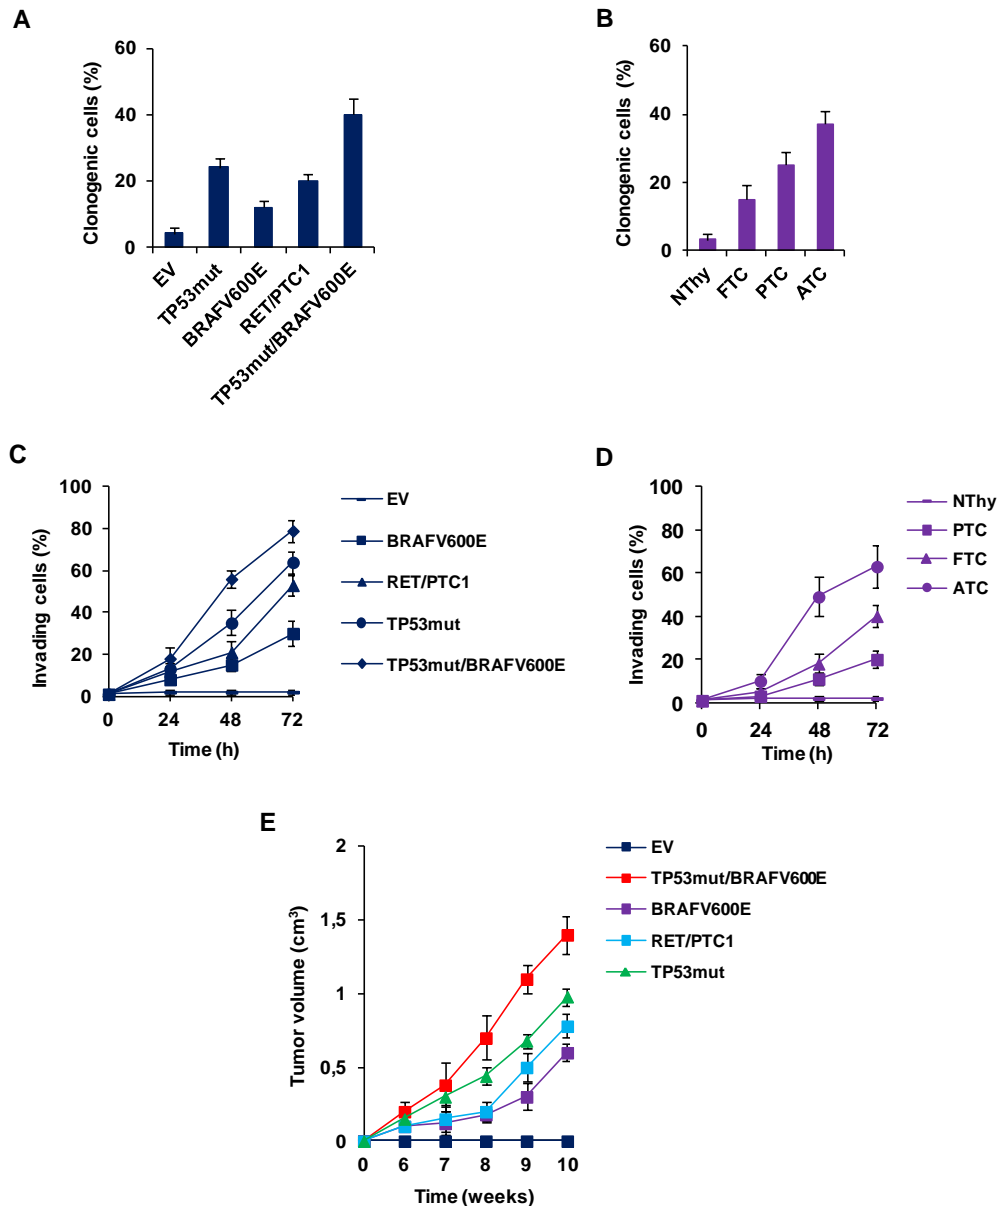 A
Clonogenic cells (%)
60
40
20
0
EV
TP53mut
BRAFV600E
RET/PTC1
TP53mut/BRAFV600E
B
Clonogenic cells (%)
60
40
20
0
NThy
FTC
PTC
ATC
C
Invading cells (%)
100
80
60
40
20
0
0 24 48 72
Time (h)
EV
BRAFV600E
RET/PTC1
TP53mut
TP53mut/BRAFV600E
D
Invading cells (%)
100
80
60
40
20
0
0 24 48 72
Time (h)
NThy
PTC
FTC
ATC
E
Tumor volume (cm³)
2
1,5
1
0,5
0
0 6 7 8 9 10
Time (weeks)
EV
TP53mut/BRAFV600E
BRAFV600E
RET/PTC1
TP53mut